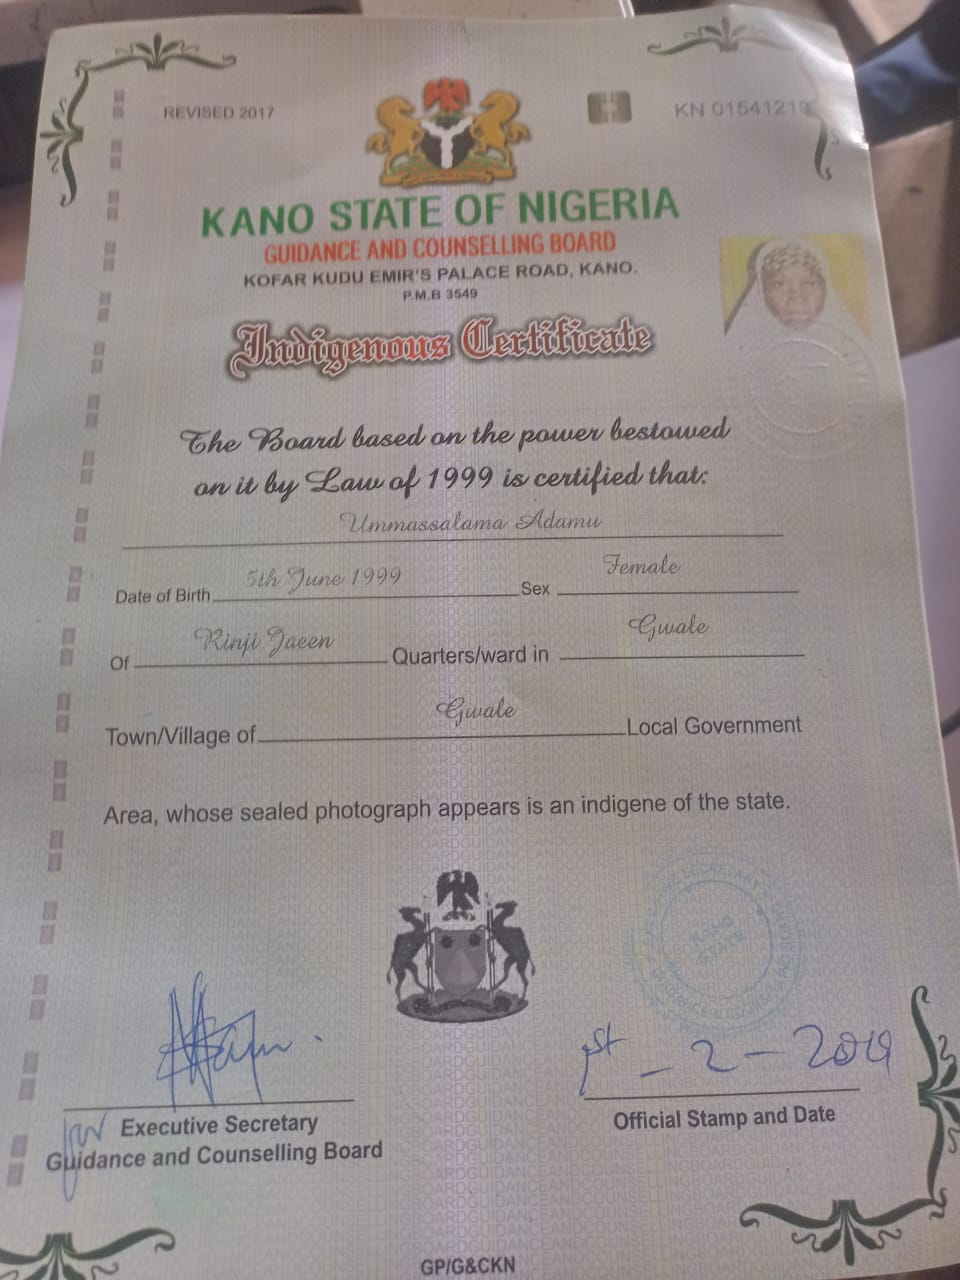 REVISED 2017
KN 01541219
KANO STATE OF NIGERIA
GUIDANCE AND COUNSELLING BOARD
KOFAR KUDU EMIR'S PALACE ROAD, KANO.
P.M.B 3549
Indigenous Certificate
The Board based on the power bestowed
on it by Law of 1999 is certified that:
Ummassalama Adamu
Date of Birth 5th June 1999 Sex Female
Of Rinji Jaeen Quarters/ward in Gwale
Town/Village of Gwale Local Government
Area, whose sealed photograph appears is an indigene of the state.
KANO
STATE
1st - 2 - 2019
Executive Secretary
Guidance and Counselling Board
Official Stamp and Date
GP/G&CKN